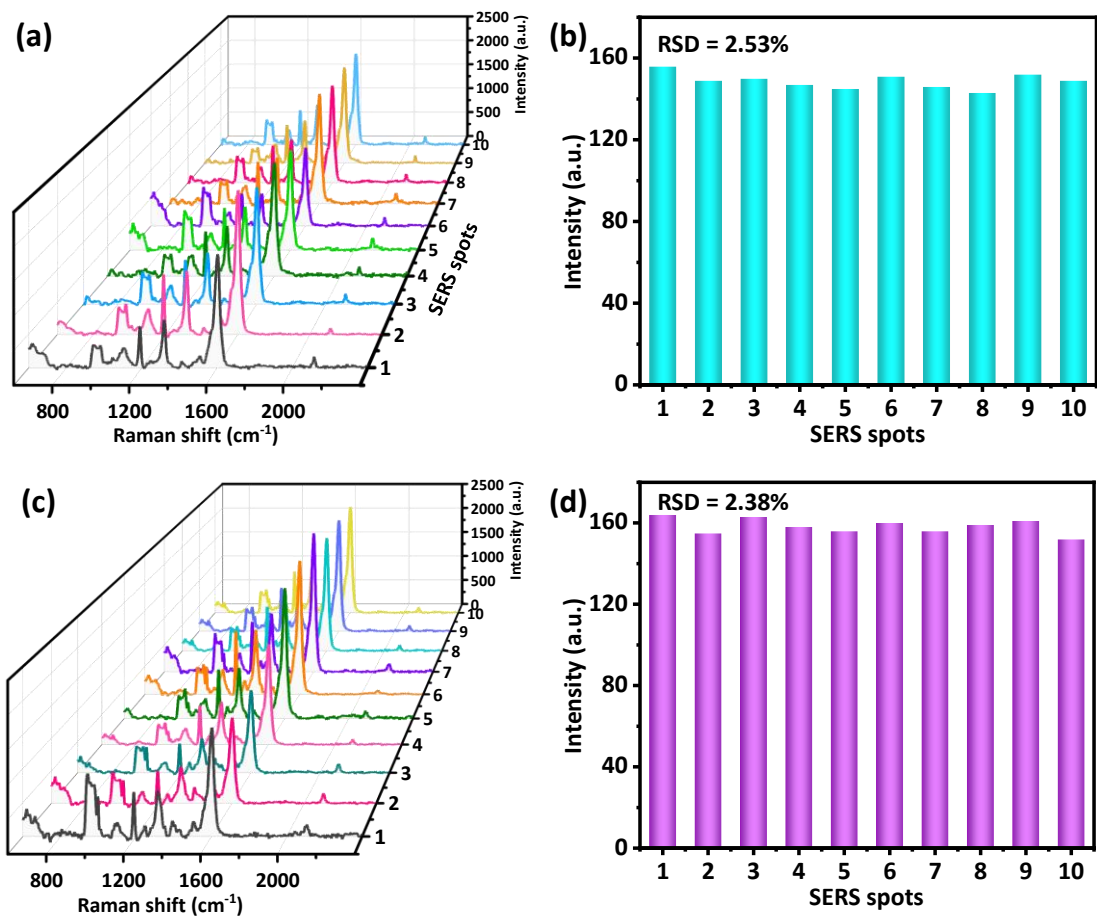 (a)
2500
2000
1500
1000
500
0
Intensity (a.u.)
10
9
8
7
6
5
4
3
2
1
SERS spots
800
1200
1600
2000
Raman shift (cm⁻¹)
(b)
RSD = 2.53%
160
120
80
40
0
Intensity (a.u.)
1 2 3 4 5 6 7 8 9 10
SERS spots
(c)
2500
2000
1500
1000
500
0
Intensity (a.u.)
10
9
8
7
6
5
4
3
2
1
800
1200
1600
2000
Raman shift (cm⁻¹)
(d)
RSD = 2.38%
160
120
80
40
0
Intensity (a.u.)
1 2 3 4 5 6 7 8 9 10
SERS spots